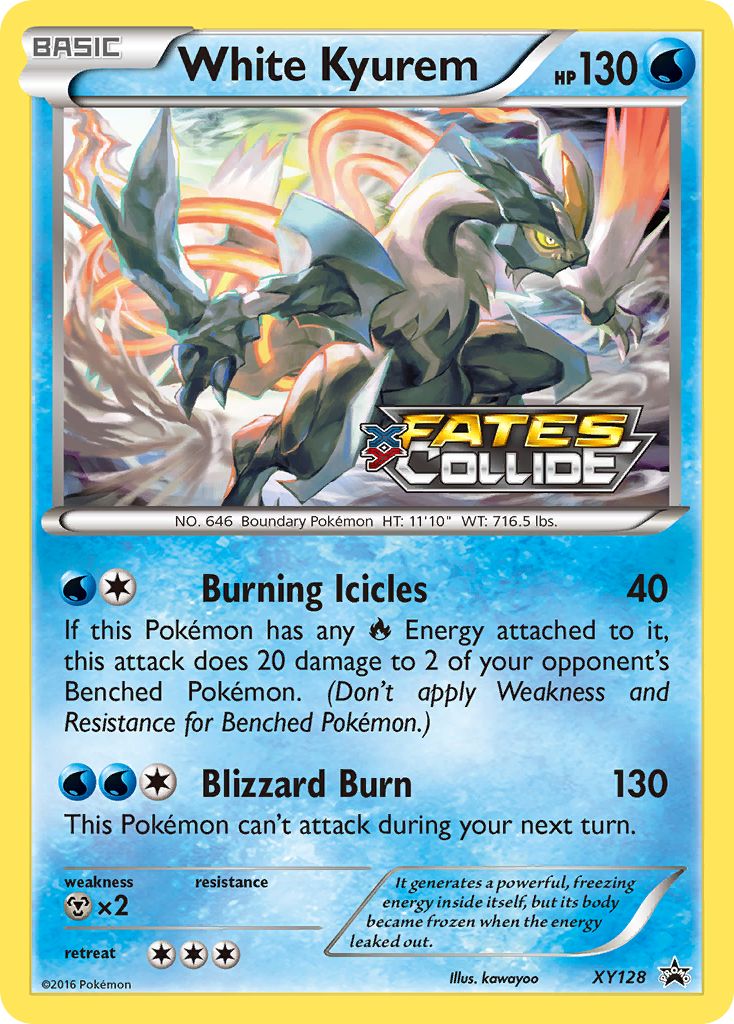 BASIC
White Kyurem
HP 130
XY
FATES
COLLIDE
NO. 646 Boundary Pokémon HT: 11'10" WT: 716.5 lbs.
Burning Icicles 40
If this Pokémon has any Energy attached to it,
this attack does 20 damage to 2 of your opponent's
Benched Pokémon. (Don't apply Weakness and
Resistance for Benched Pokémon.)
Blizzard Burn 130
This Pokémon can't attack during your next turn.
weakness resistance
×2
retreat
It generates a powerful, freezing
energy inside itself, but its body
became frozen when the energy
leaked out.
©2016 Pokémon
Illus. kawayoo
XY128
PROMO